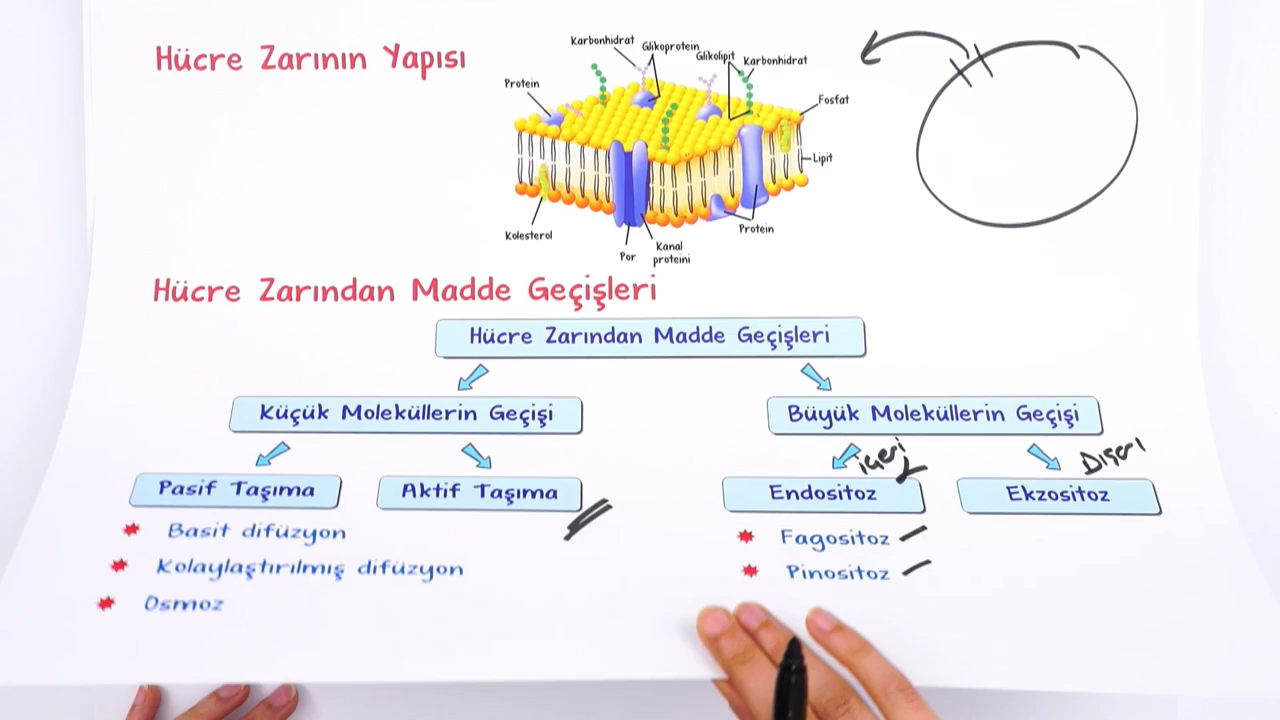 Hücre Zarının Yapısı
Karbonhidrat
Glikoprotein
Glikolipit
Karbonhidrat
Protein
Fosfat
Lipit
Kolesterol
Por
Kanal
proteini
Protein
Hücre Zarından Madde Geçişleri
Hücre Zarından Madde Geçişleri
Küçük Moleküllerin Geçişi
Büyük Moleküllerin Geçişi
içeri
Dışarı
Pasif Taşıma
Aktif Taşıma
Endositoz
Ekzositoz
Basit difüzyon
Kolaylaştırılmış difüzyon
Osmoz
Fagositoz
Pinositoz